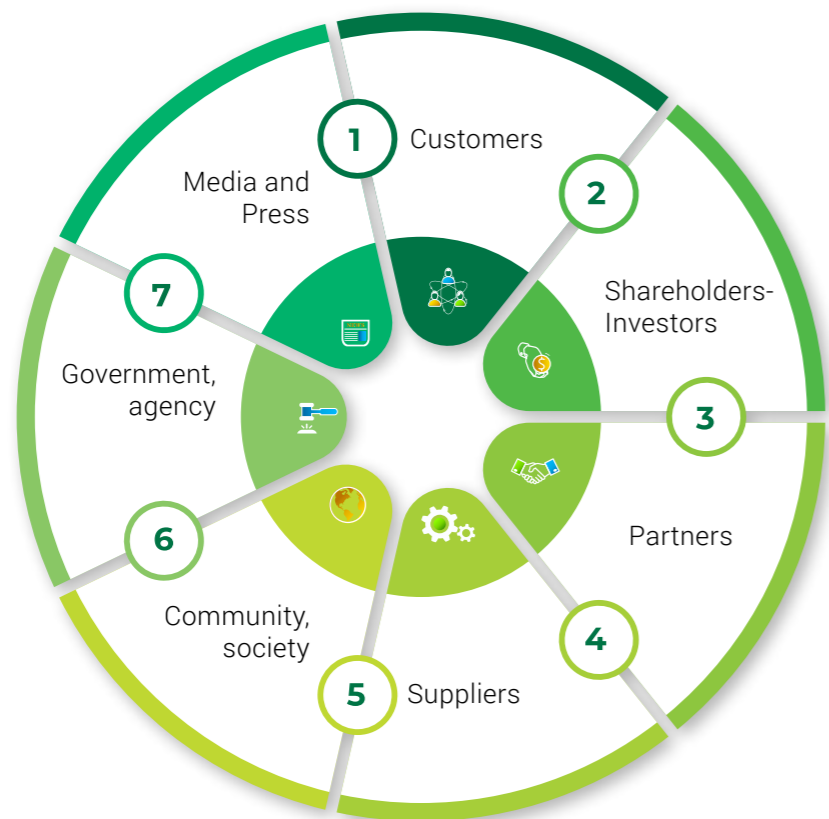 1
Customers
2
Shareholders-
Investors
3
Partners
4
Suppliers
5
Community,
society
6
Government,
agency
7
Media and
Press